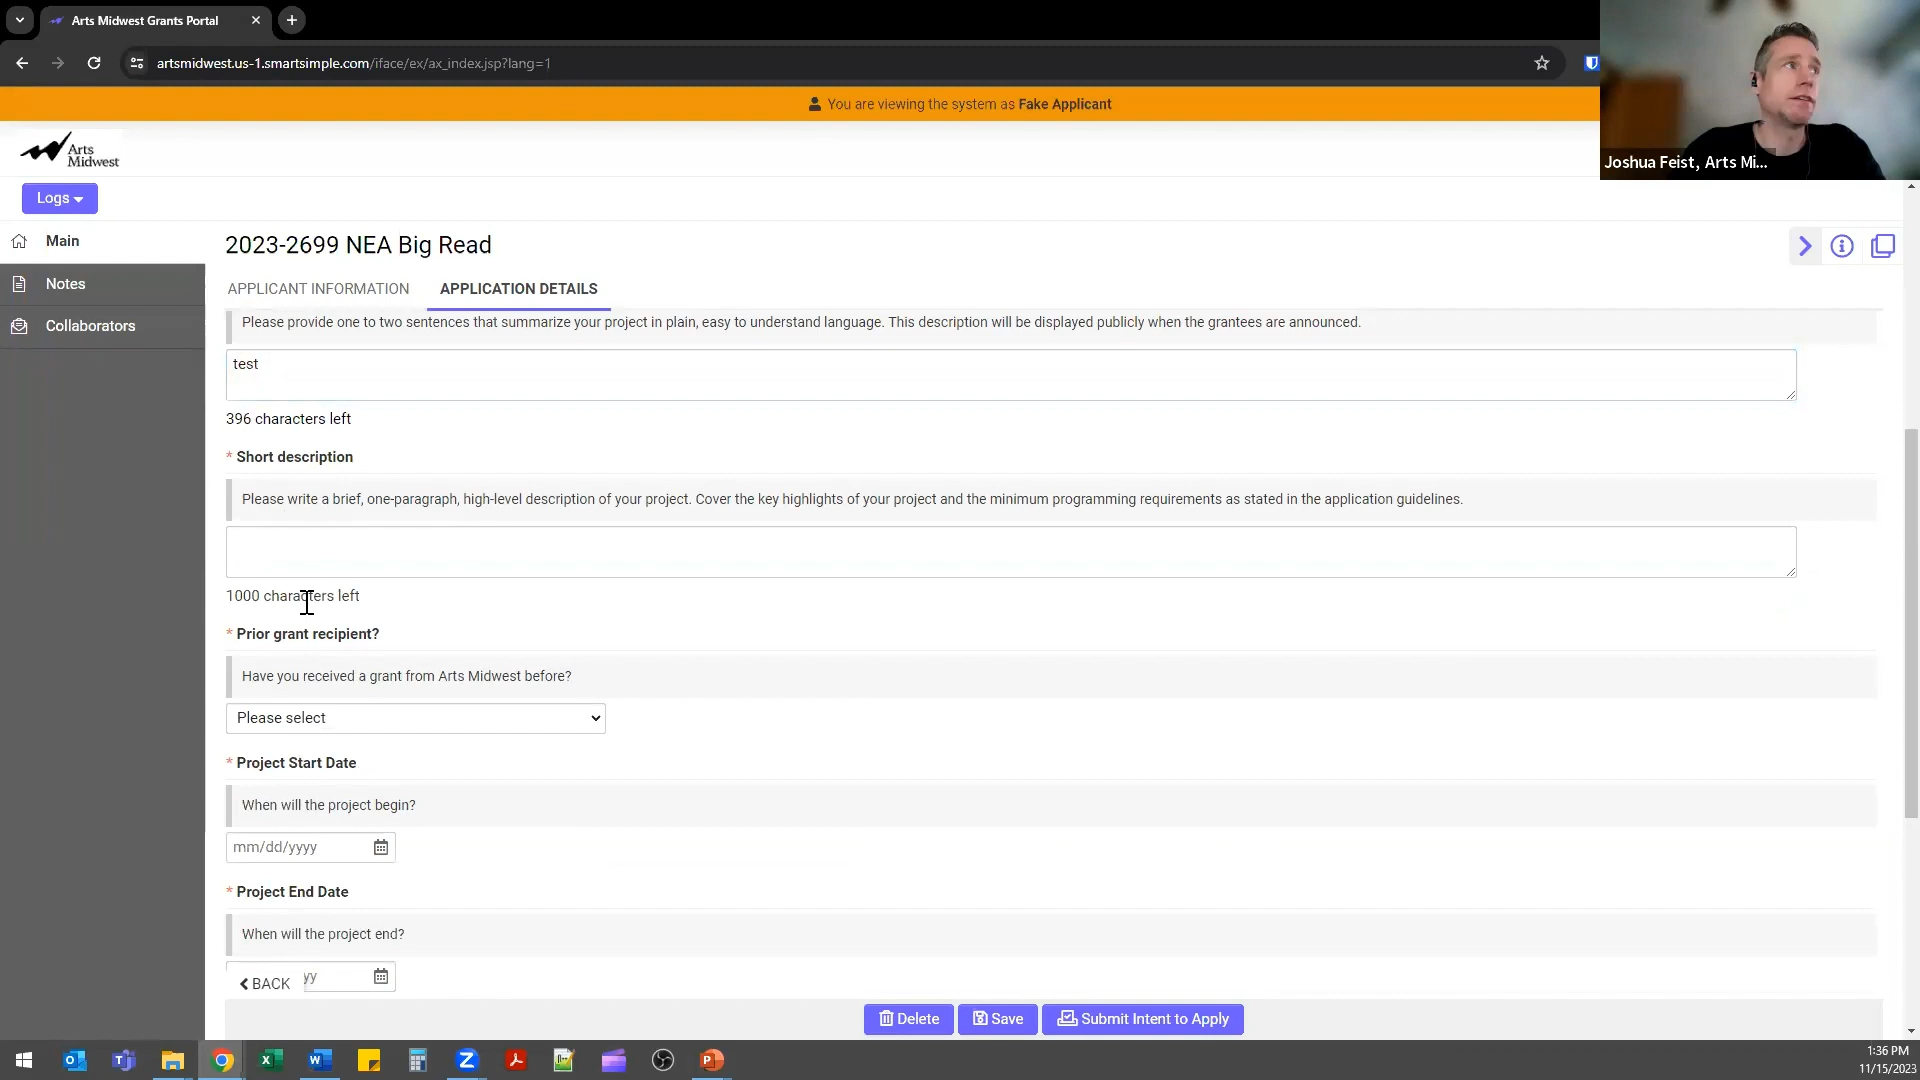 Arts Midwest Grants Portal
artsmidwest.us-1.smartsimple.com/iface/ex/ax_index.jsp?lang=1
You are viewing the system as Fake Applicant
Joshua Feist, Arts Mi...
Arts
Midwest
Logs
Main
Notes
Collaborators
2023-2699 NEA Big Read
APPLICANT INFORMATION
APPLICATION DETAILS
Please provide one to two sentences that summarize your project in plain, easy to understand language. This description will be displayed publicly when the grantees are announced.
test
396 characters left
* Short description
Please write a brief, one-paragraph, high-level description of your project. Cover the key highlights of your project and the minimum programming requirements as stated in the application guidelines.
1000 characters left
* Prior grant recipient?
Have you received a grant from Arts Midwest before?
Please select
* Project Start Date
When will the project begin?
mm/dd/yyyy
* Project End Date
When will the project end?
BACK
yy
Delete
Save
Submit Intent to Apply
1:36 PM
11/15/2023